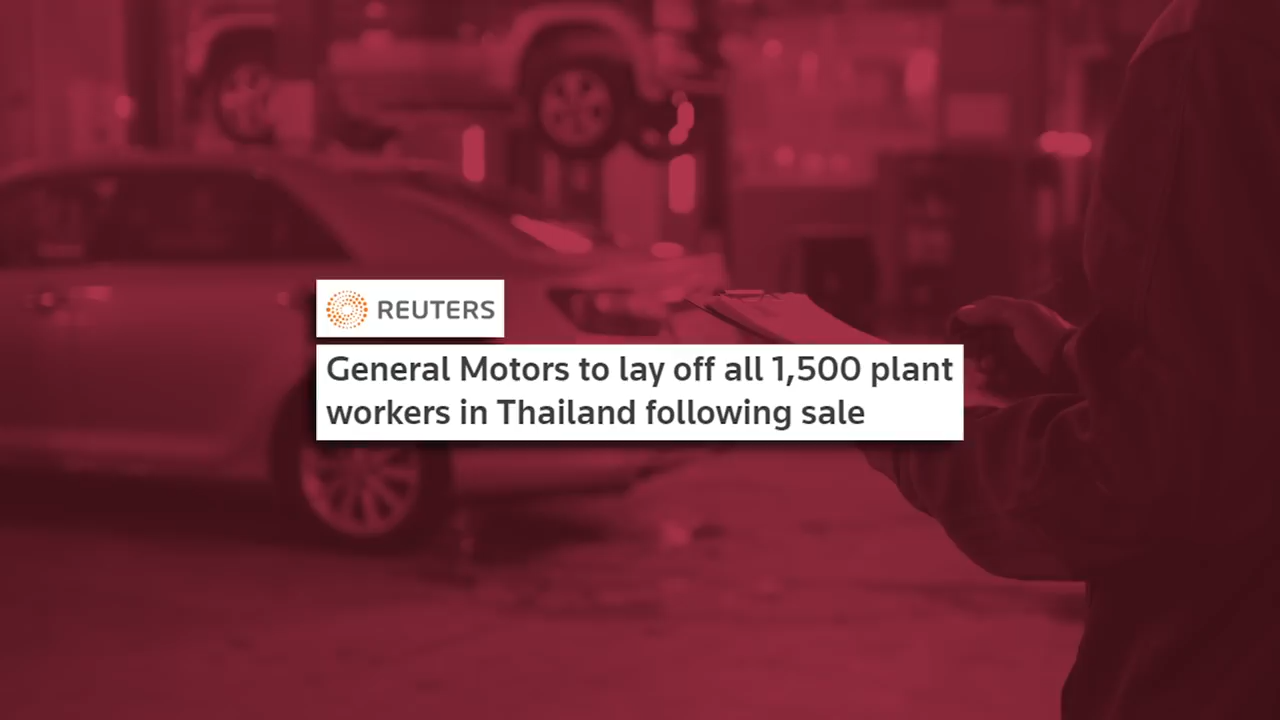 REUTERS
General Motors to lay off all 1,500 plant
workers in Thailand following sale